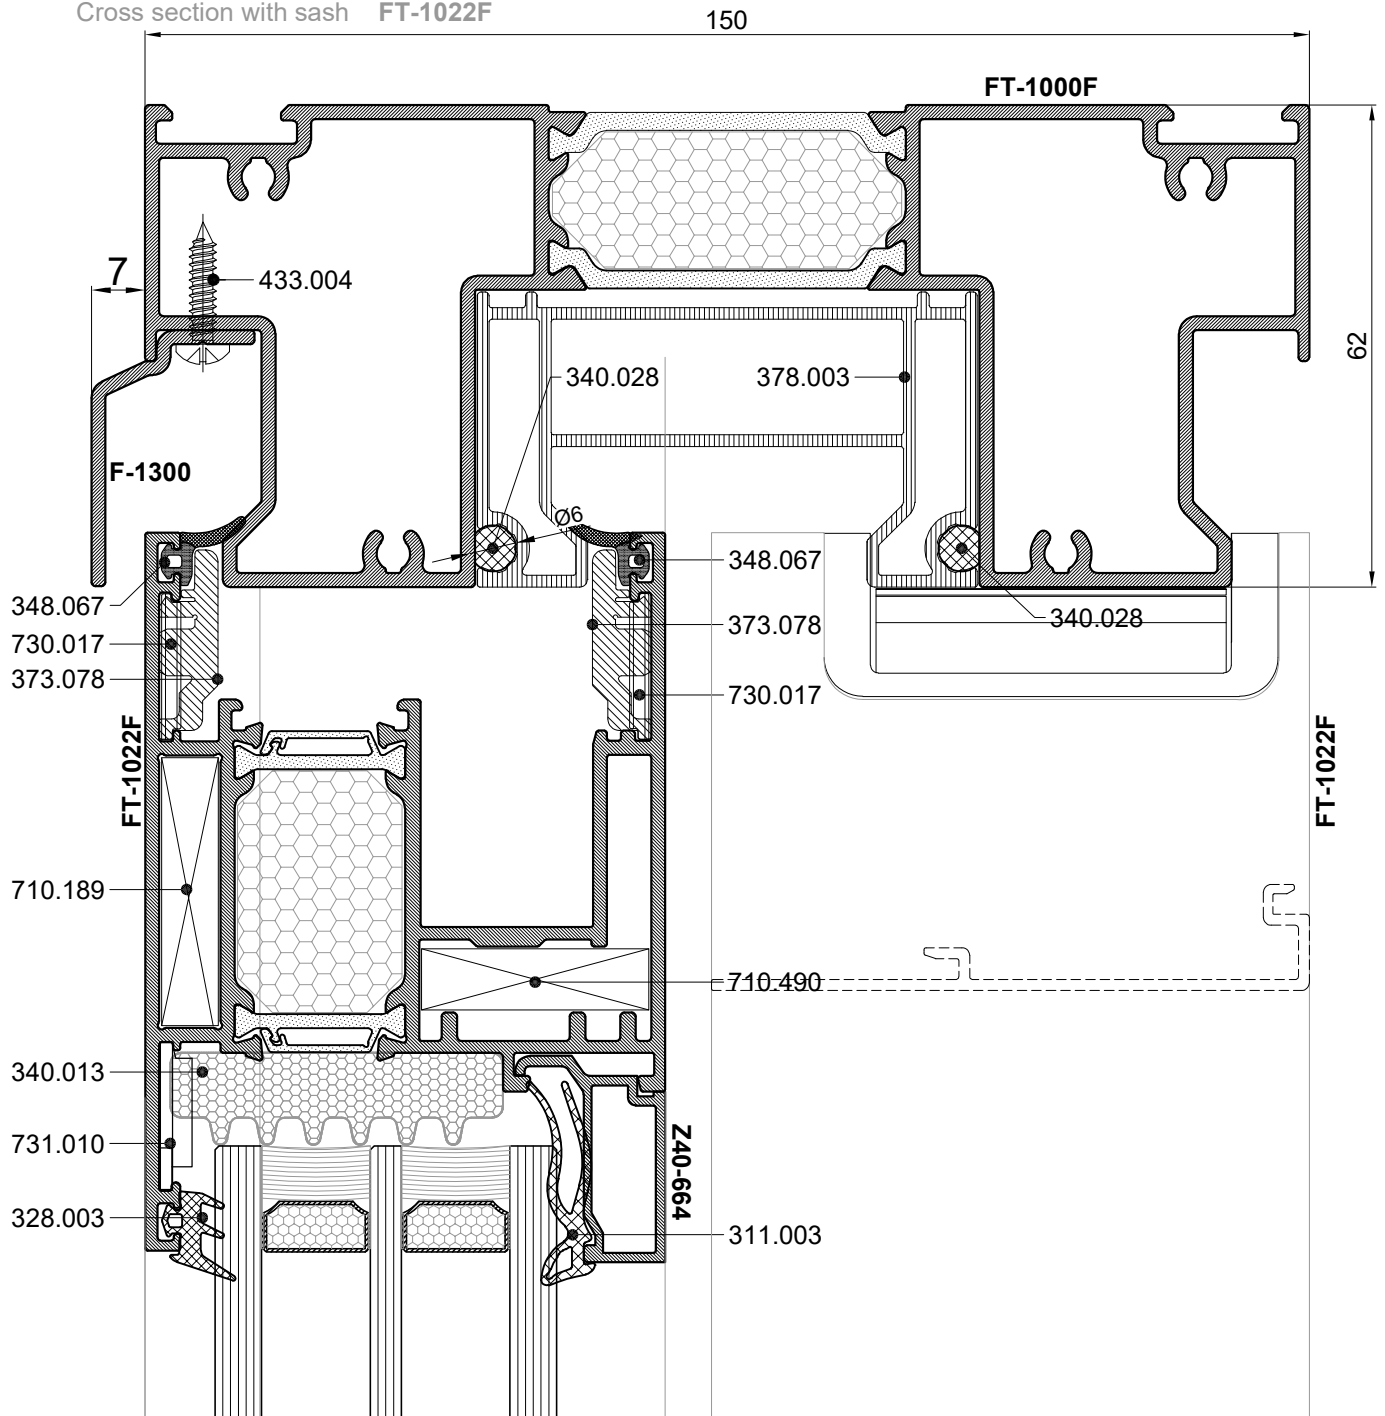 Cross section with sash FT-1022F
150
FT-1000F
7
433.004
62
340.028
378.003
F-1300
Ø6
348.067
348.067
730.017
373.078
373.078
340.028
730.017
FT-1022F
FT-1022F
710.189
710.490
340.013
731.010
Z40-664
328.003
311.003